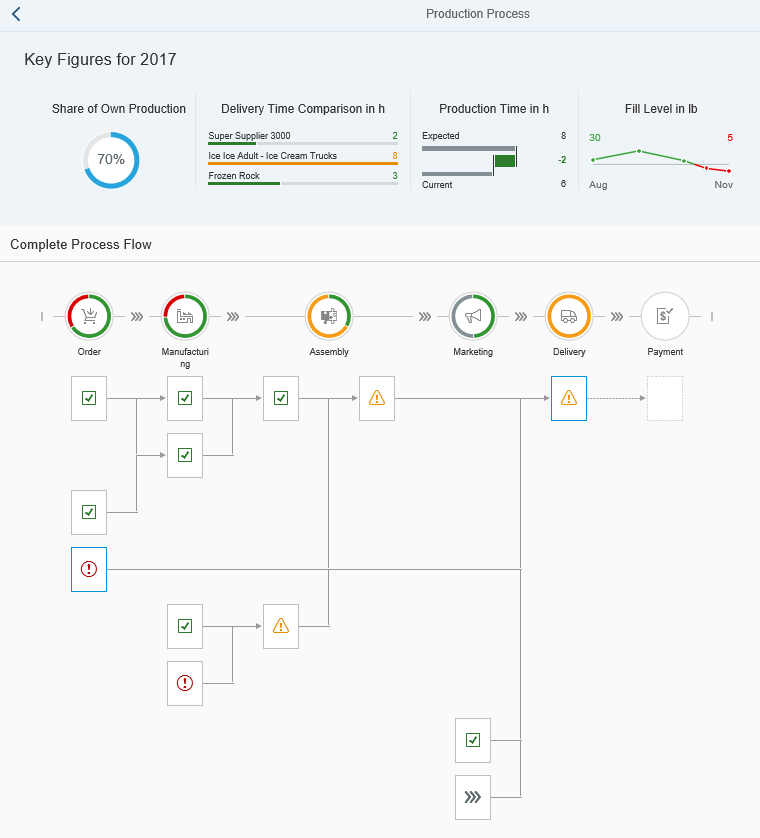 Production Process
Key Figures for 2017
Share of Own Production
70%
Delivery Time Comparison in h
Super Supplier 3000 2
Ice Ice Adult - Ice Cream Trucks 8
Frozen Rock 3
Production Time in h
Expected 8
-2
Current 6
Fill Level in lb
30 5
Aug Nov
Complete Process Flow
Order
Manufacturi
ng
Assembly
Marketing
Delivery
Payment